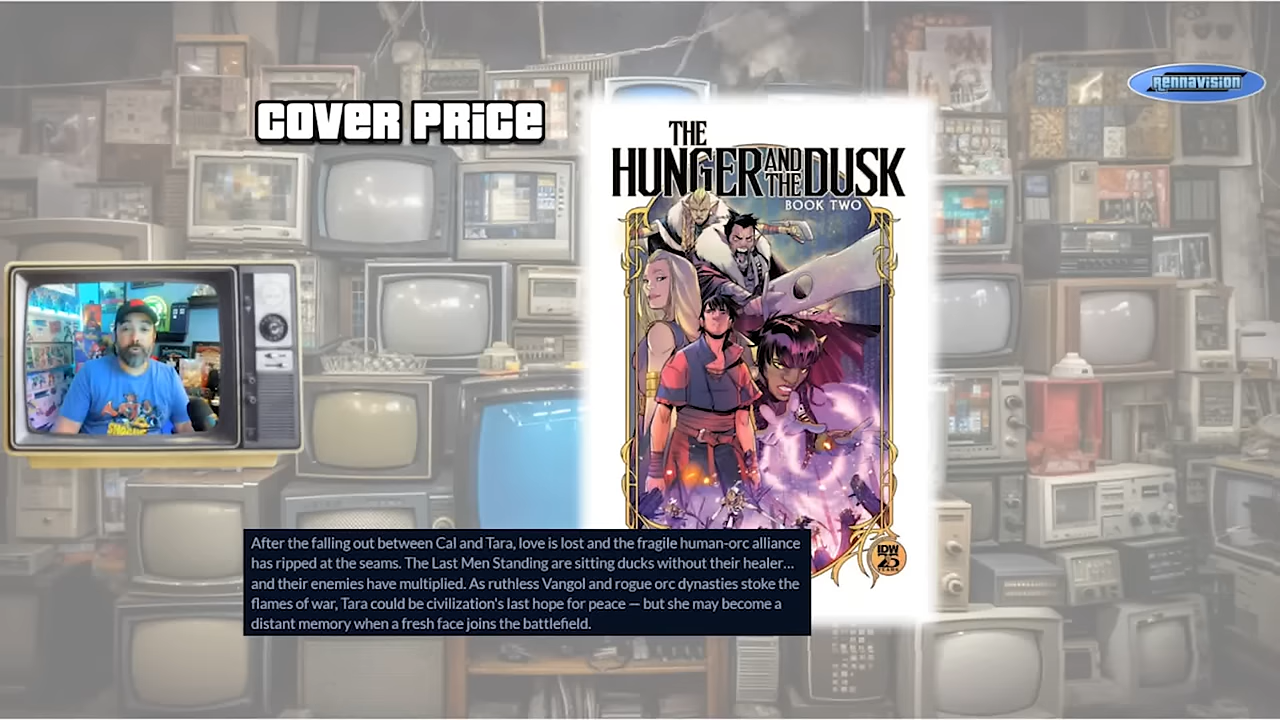 COVER PRICE
RENNAVISION
THE
HUNGER AND THE DUSK
BOOK TWO
IDW
25
After the falling out between Cal and Tara, love is lost and the fragile human-orc alliance
has ripped at the seams. The Last Men Standing are sitting ducks without their healer...
and their enemies have multiplied. As ruthless Vangol and rogue orc dynasties stoke the
flames of war, Tara could be civilization's last hope for peace — but she may become a
distant memory when a fresh face joins the battlefield.